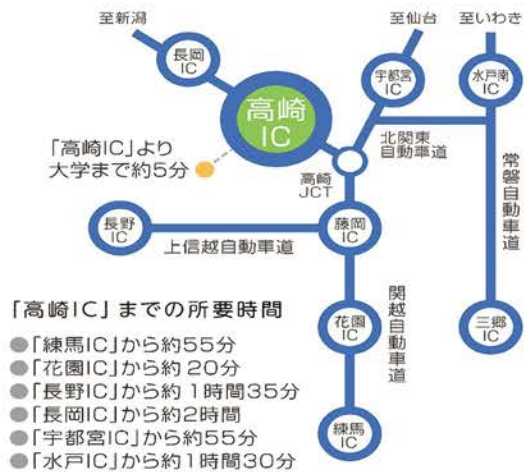 至新潟
至仙台
至いわき
長岡
IC
宇都宮
IC
水戸南
IC
高崎
IC
「高崎IC」より
大学まで約5分
北関東
自動車道
高崎
JCT
常磐自動車道
長野
IC
上信越自動車道
藤岡
IC
関越自動車道
花園
IC
三郷
IC
練馬
IC
「高崎IC」までの所要時間
●「練馬IC」から約55分
●「花園IC」から約20分
●「長野IC」から約1時間35分
●「長岡IC」から約2時間
●「宇都宮IC」から約55分
●「水戸IC」から約1時間30分